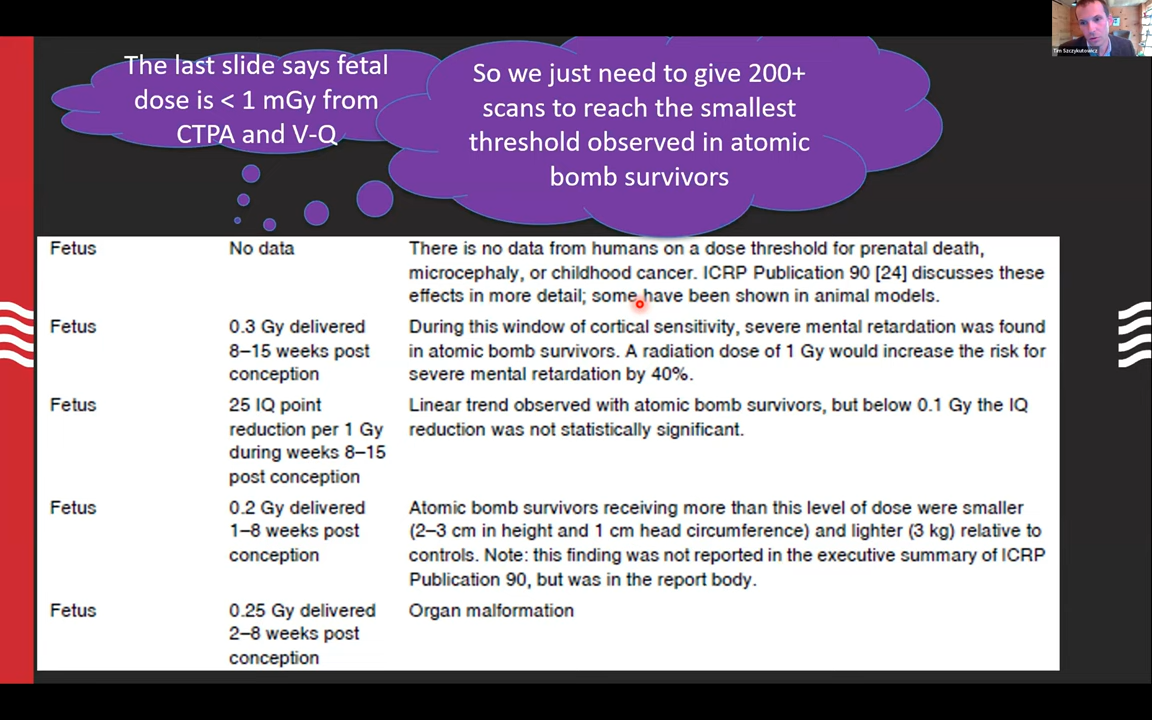 The last slide says fetal
dose is < 1 mGy from
CTPA and V-Q
So we just need to give 200+
scans to reach the smallest
threshold observed in atomic
bomb survivors
Tim Szczykutowicz
Fetus
No data
There is no data from humans on a dose threshold for prenatal death,
microcephaly, or childhood cancer. ICRP Publication 90 [24] discusses these
effects in more detail; some have been shown in animal models.
Fetus
0.3 Gy delivered
8–15 weeks post
conception
During this window of cortical sensitivity, severe mental retardation was found
in atomic bomb survivors. A radiation dose of 1 Gy would increase the risk for
severe mental retardation by 40%.
Fetus
25 IQ point
reduction per 1 Gy
during weeks 8–15
post conception
Linear trend observed with atomic bomb survivors, but below 0.1 Gy the IQ
reduction was not statistically significant.
Fetus
0.2 Gy delivered
1–8 weeks post
conception
Atomic bomb survivors receiving more than this level of dose were smaller
(2–3 cm in height and 1 cm head circumference) and lighter (3 kg) relative to
controls. Note: this finding was not reported in the executive summary of ICRP
Publication 90, but was in the report body.
Fetus
0.25 Gy delivered
2–8 weeks post
conception
Organ malformation